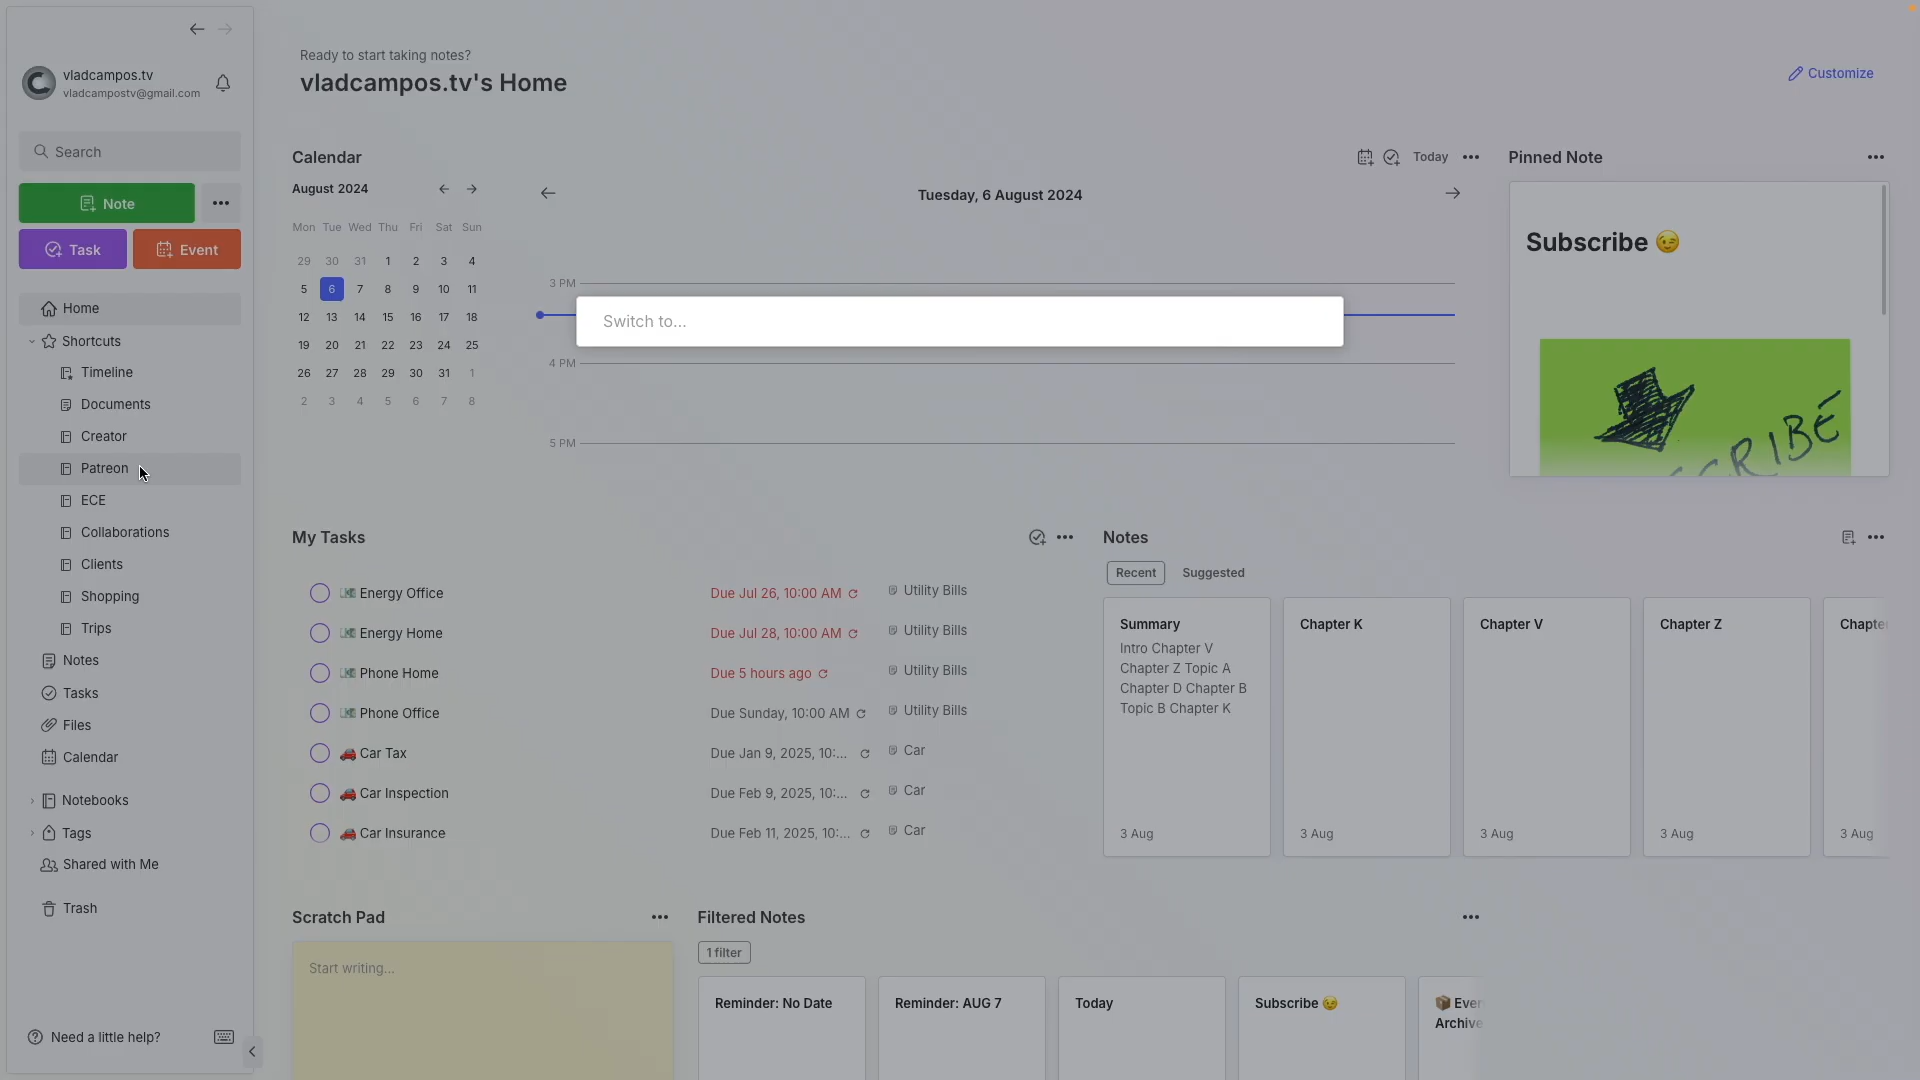 vladcampos.tv
vladcampostv@gmail.com
Search
Note
Task
Event
Home
Shortcuts
Timeline
Documents
Creator
Patreon
ECE
Collaborations
Clients
Shopping
Trips
Notes
Tasks
Files
Calendar
Notebooks
Tags
Shared with Me
Trash
Need a little help?
Ready to start taking notes?
vladcampos.tv's Home
Customize
Calendar
Today
August 2024
Tuesday, 6 August 2024
Mon Tue Wed Thu Fri Sat Sun
29 30 31 1 2 3 4
5 6 7 8 9 10 11
12 13 14 15 16 17 18
19 20 21 22 23 24 25
26 27 28 29 30 31 1
2 3 4 5 6 7 8
3 PM
Switch to...
4 PM
5 PM
Pinned Note
Subscribe 😉
CRIBE
My Tasks
Energy Office Due Jul 26, 10:00 AM Utility Bills
Energy Home Due Jul 28, 10:00 AM Utility Bills
Phone Home Due 5 hours ago Utility Bills
Phone Office Due Sunday, 10:00 AM Utility Bills
🚗 Car Tax Due Jan 9, 2025, 10:... Car
🚗 Car Inspection Due Feb 9, 2025, 10:... Car
🚗 Car Insurance Due Feb 11, 2025, 10:... Car
Notes
Recent Suggested
Summary
Intro Chapter V
Chapter Z Topic A
Chapter D Chapter B
Topic B Chapter K
3 Aug
Chapter K
3 Aug
Chapter V
3 Aug
Chapter Z
3 Aug
Chapte
3 Aug
Scratch Pad
Start writing...
Filtered Notes
1 filter
Reminder: No Date
Reminder: AUG 7
Today
Subscribe 😉
📦 Ever
Archive